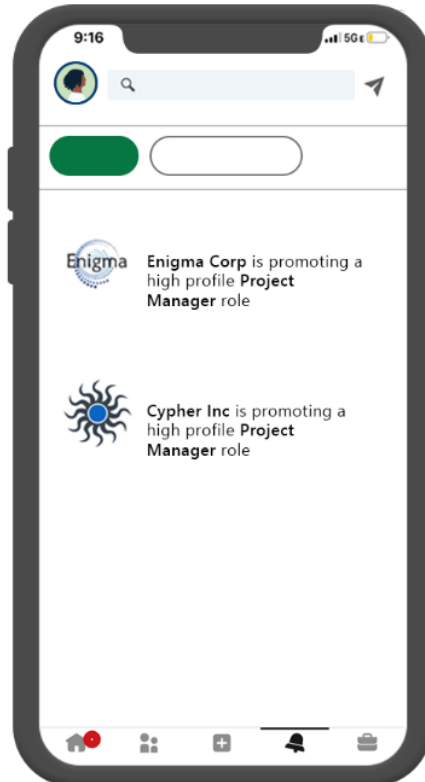 9:16
5GE
Enigma
Enigma Corp is promoting a
high profile Project
Manager role
Cypher Inc is promoting a
high profile Project
Manager role